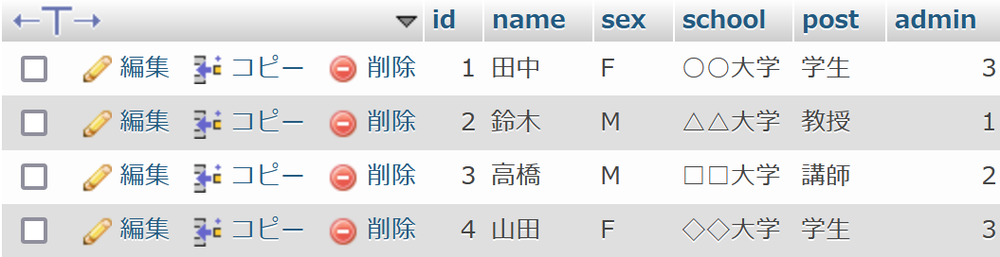 id name sex school post admin
編集 コピー 削除 1 田中 F 〇〇大学 学生 3
編集 コピー 削除 2 鈴木 M △△大学 教授 1
編集 コピー 削除 3 高橋 M □□大学 講師 2
編集 コピー 削除 4 山田 F ◇◇大学 学生 3